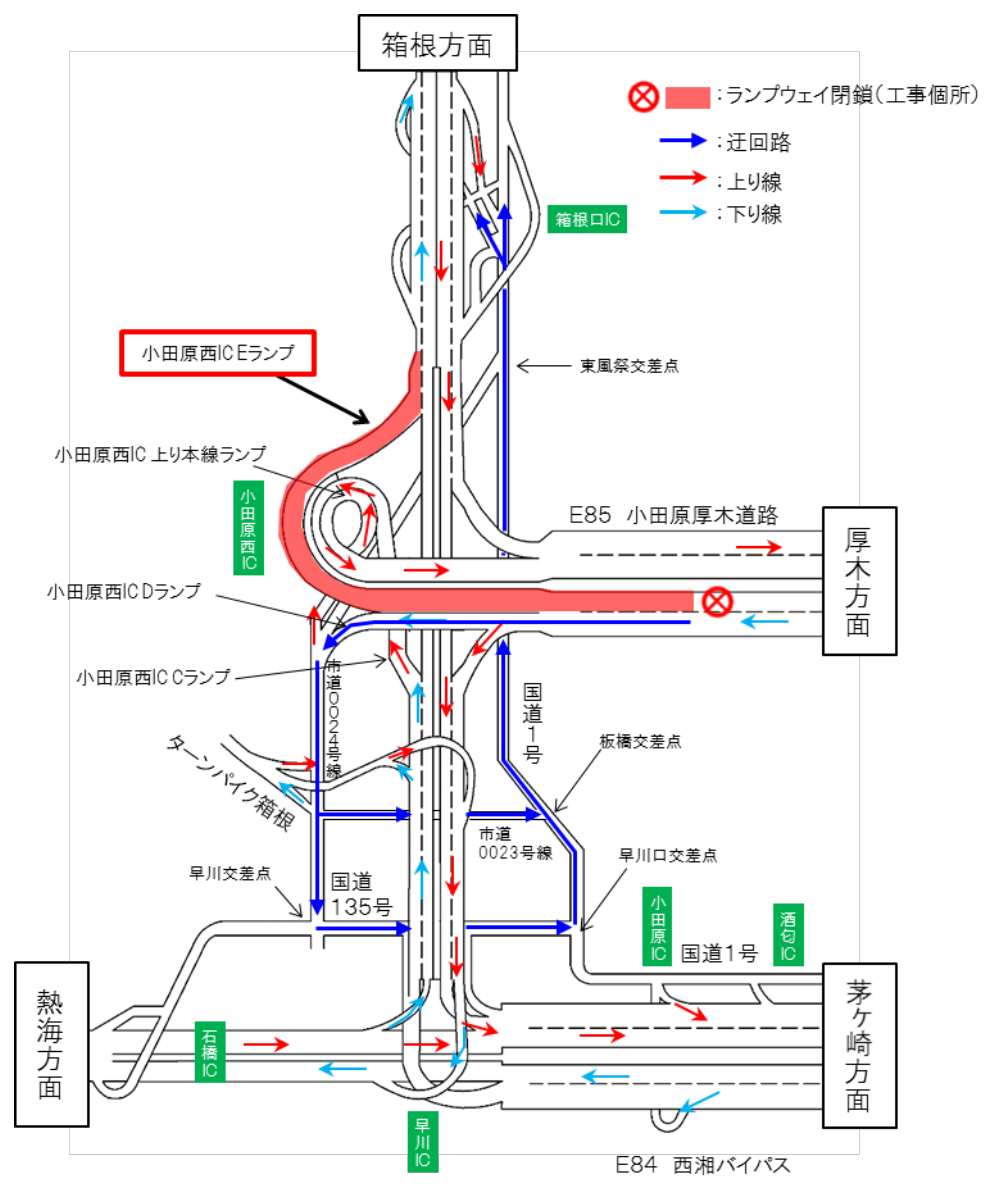 箱根方面
：ランプウェイ閉鎖（工事個所）
：迂回路
：上り線
：下り線
箱根口IC
小田原西IC Eランプ
東風祭交差点
小田原西IC 上り本線ランプ
小田原西IC
E85 小田原厚木道路
厚木方面
小田原西IC Dランプ
小田原西IC Cランプ
市道0024号線
国道1号
板橋交差点
ターンパイク箱根
市道
0023号線
早川交差点
国道
135号
早川口交差点
小田原IC
国道1号
酒匂IC
熱海方面
石橋IC
茅ヶ崎方面
早川IC
E84 西湘バイパス